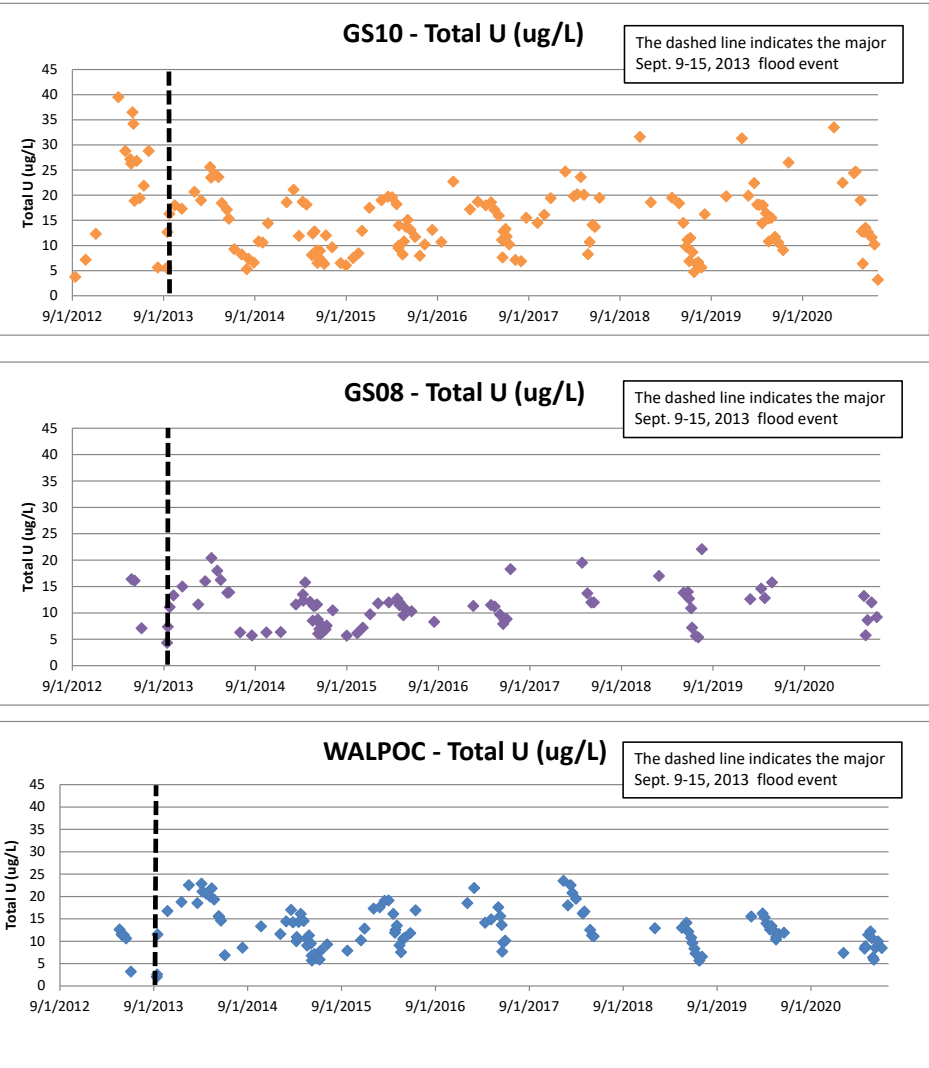 GS10 - Total U (ug/L)
The dashed line indicates the major
Sept. 9-15, 2013  flood event
Total U (ug/L)
45
40
35
30
25
20
15
10
5
0
9/1/2012 9/1/2013 9/1/2014 9/1/2015 9/1/2016 9/1/2017 9/1/2018 9/1/2019 9/1/2020
GS08 - Total U (ug/L)
The dashed line indicates the major
Sept. 9-15, 2013  flood event
Total U (ug/L)
45
40
35
30
25
20
15
10
5
0
9/1/2012 9/1/2013 9/1/2014 9/1/2015 9/1/2016 9/1/2017 9/1/2018 9/1/2019 9/1/2020
WALPOC - Total U (ug/L)
The dashed line indicates the major
Sept. 9-15, 2013  flood event
Total U (ug/L)
45
40
35
30
25
20
15
10
5
0
9/1/2012 9/1/2013 9/1/2014 9/1/2015 9/1/2016 9/1/2017 9/1/2018 9/1/2019 9/1/2020